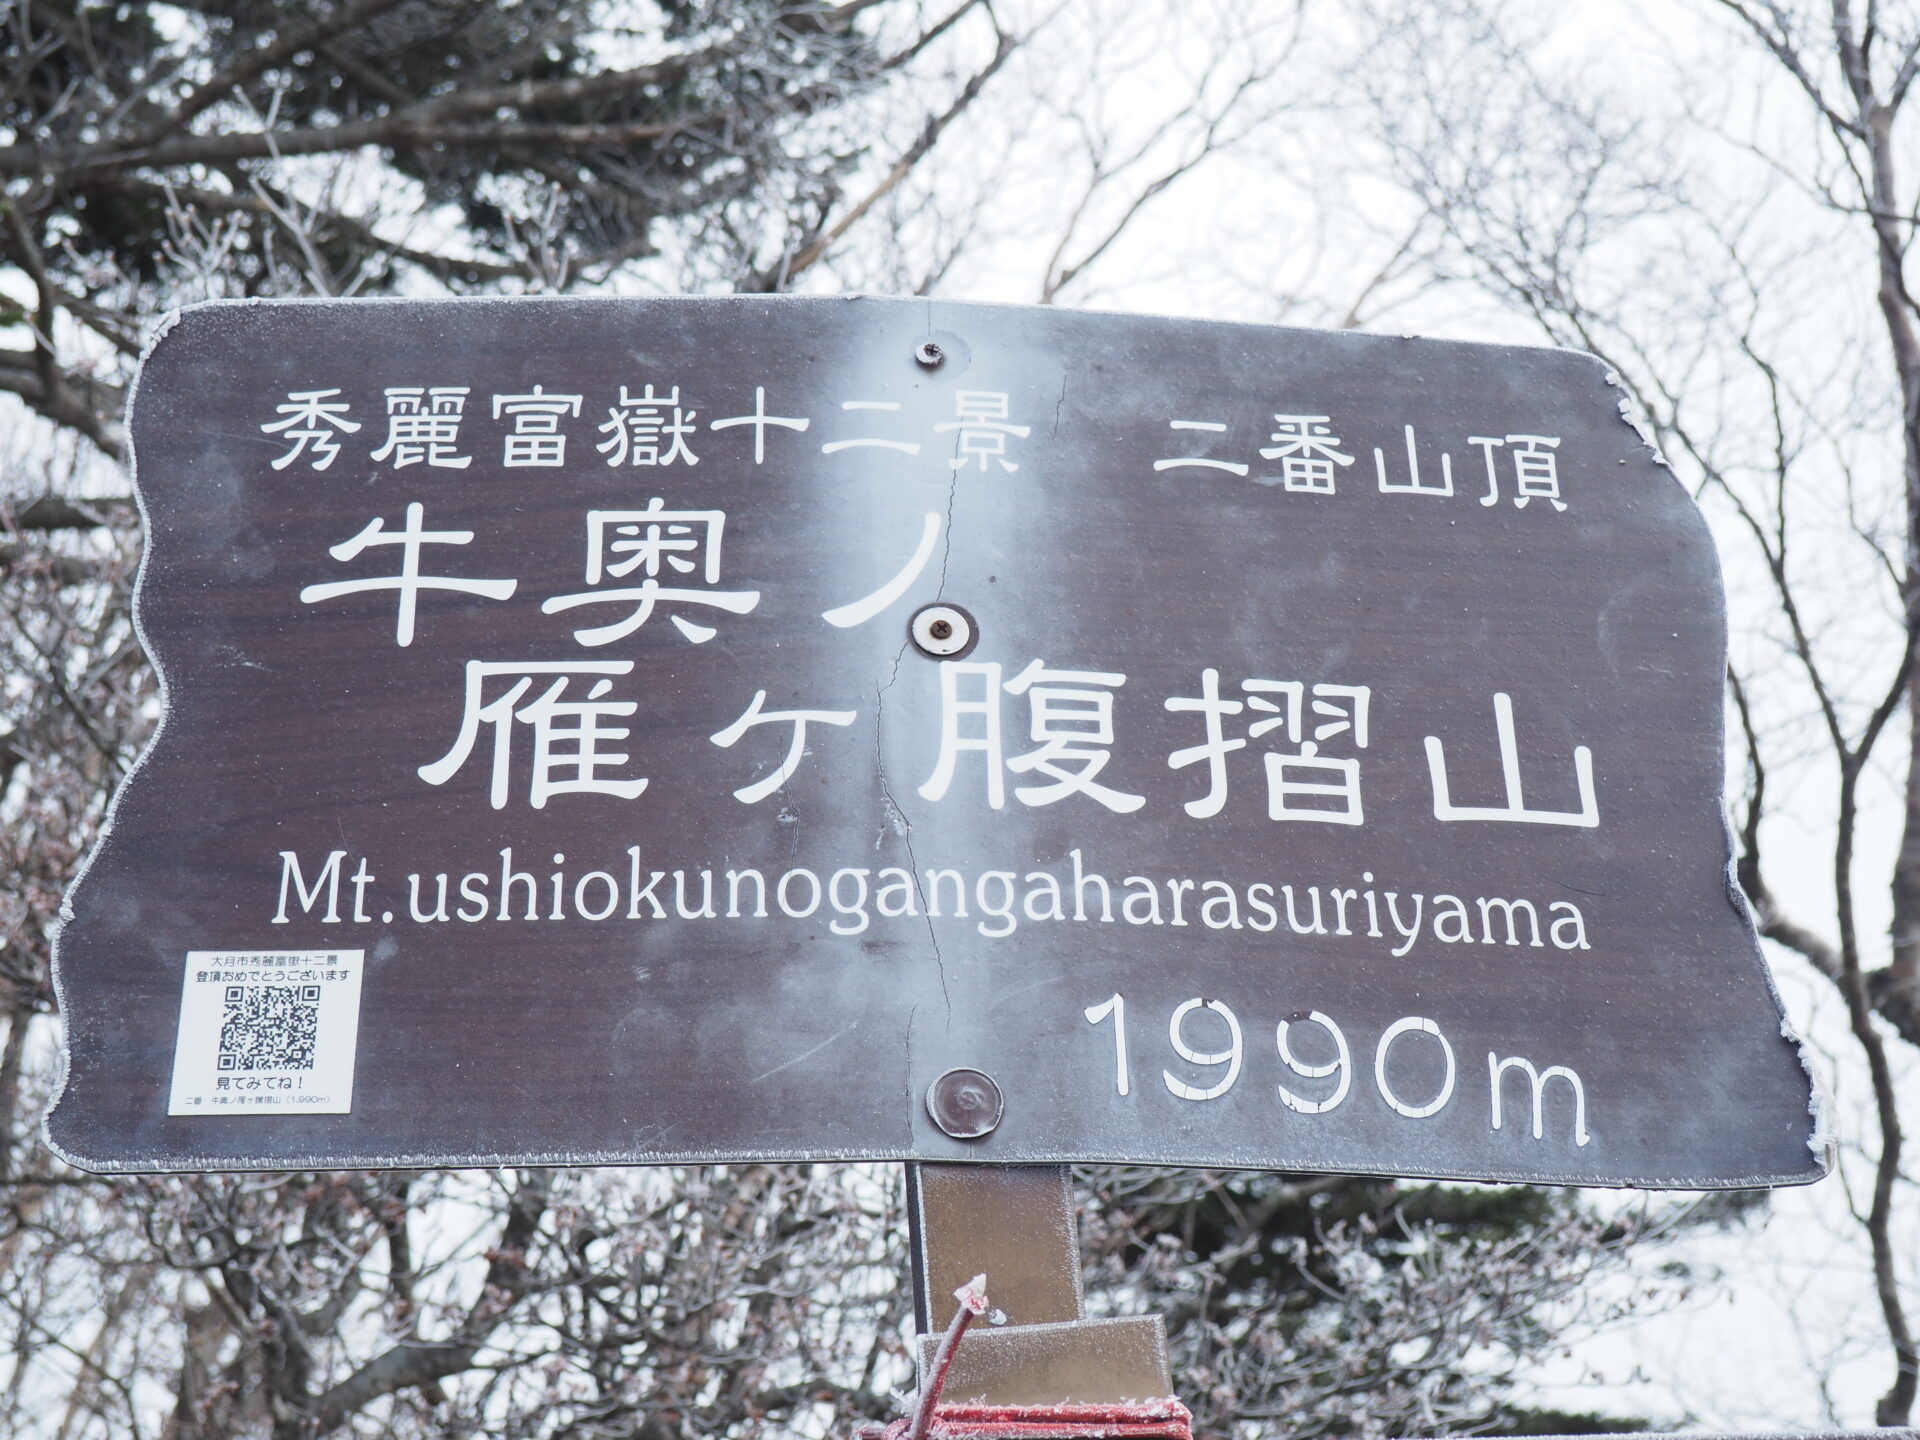 秀麗富嶽十二景 二番山頂
牛奥ノ
雁ヶ腹摺山
Mt.ushiokunogangaharasuriyama
1990m
大月市秀麗富嶽十二景
登頂おめでとうございます
見てみてね！
二番 牛奥ノ雁ヶ腹摺山（1,990m）